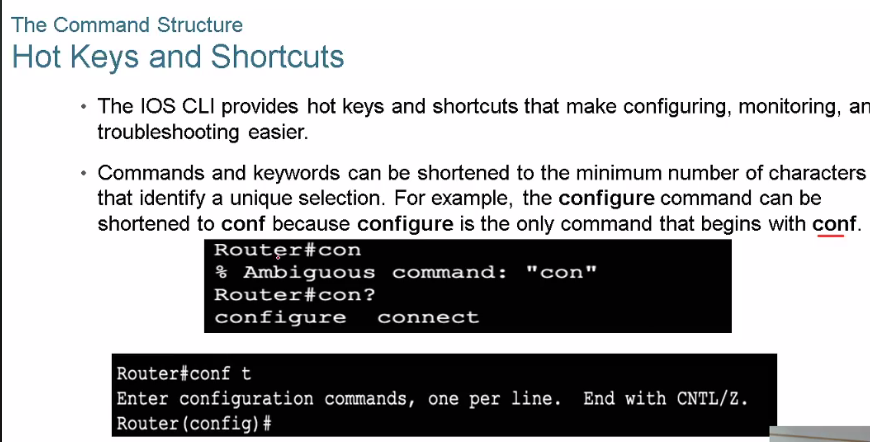 The Command Structure
Hot Keys and Shortcuts
• The IOS CLI provides hot keys and shortcuts that make configuring, monitoring, an
troubleshooting easier.
• Commands and keywords can be shortened to the minimum number of characters
that identify a unique selection. For example, the configure command can be
shortened to conf because configure is the only command that begins with conf.
Router#con
% Ambiguous command: "con"
Router#con?
configure connect
Router#conf t
Enter configuration commands, one per line. End with CNTL/Z.
Router(config)#